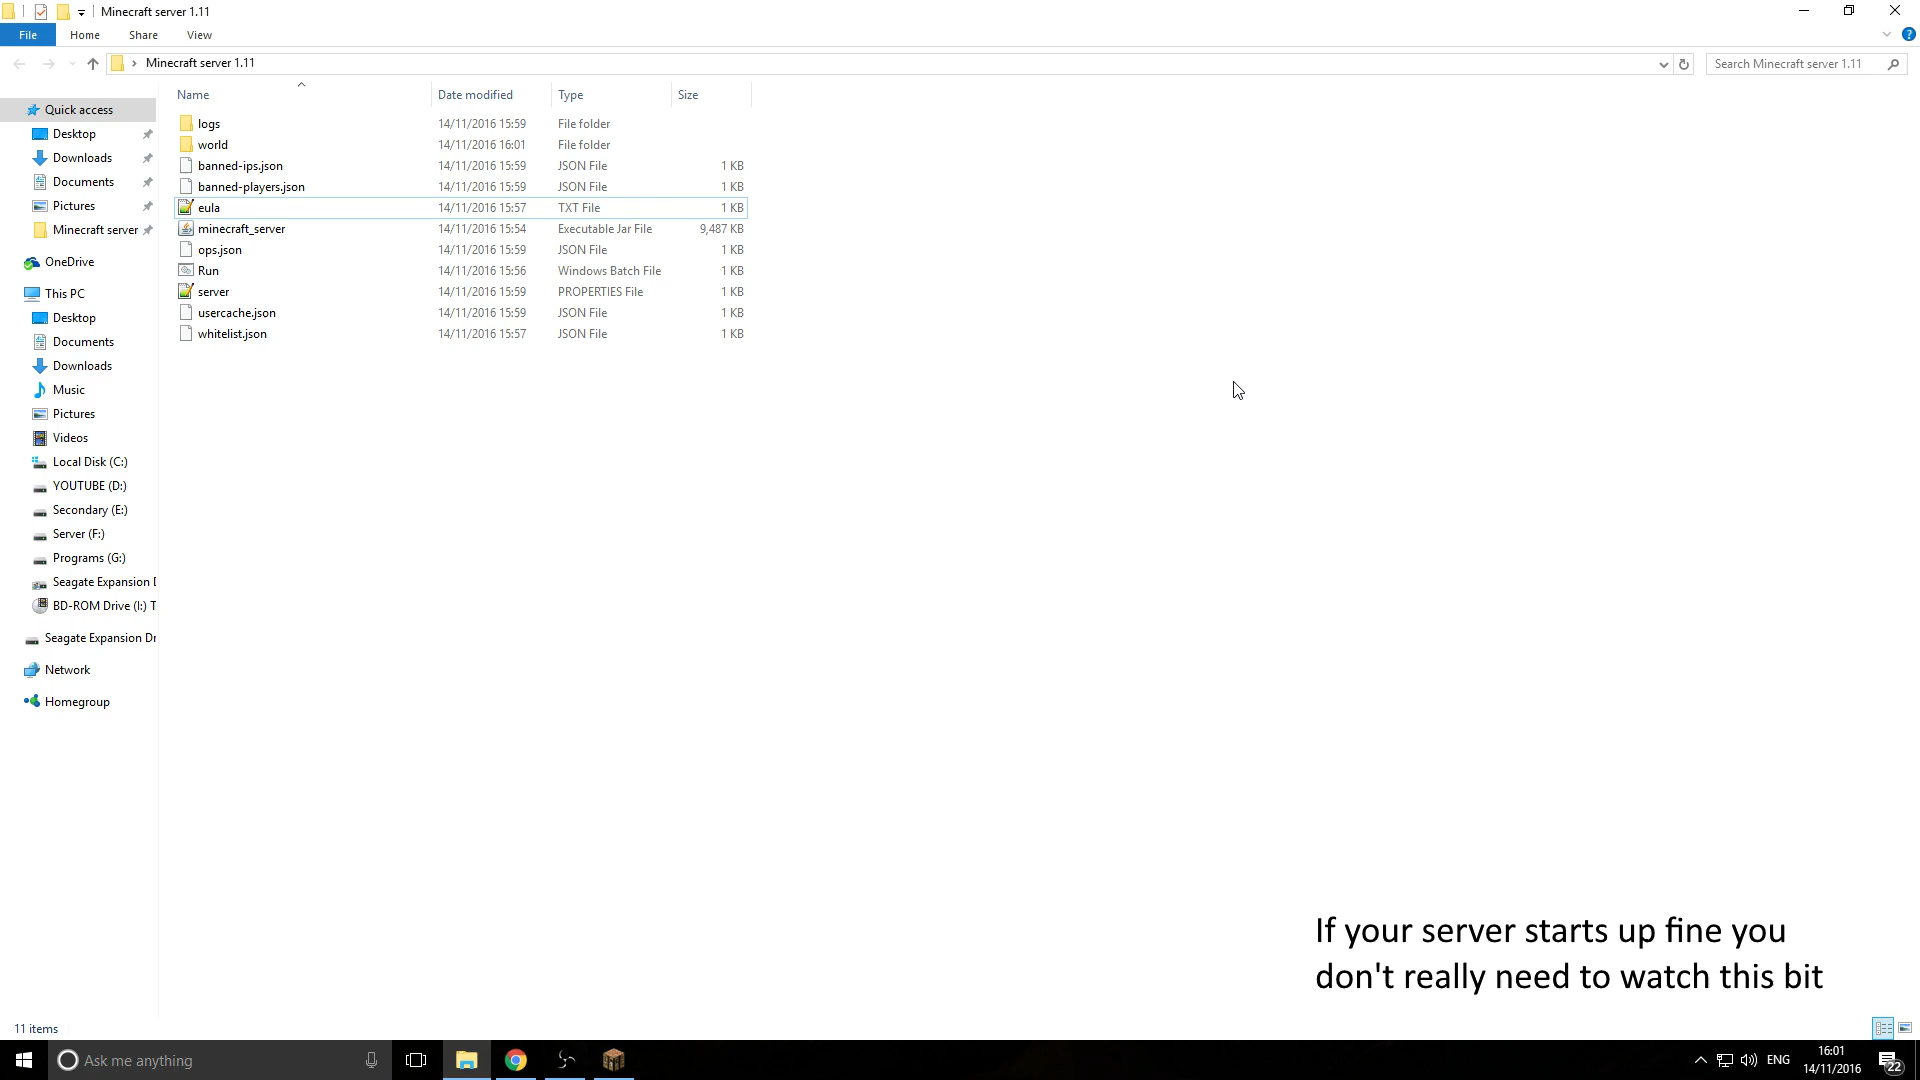 Minecraft server 1.11
File Home Share View
Minecraft server 1.11
Search Minecraft server 1.11
Name Date modified Type Size
logs 14/11/2016 15:59 File folder
world 14/11/2016 16:01 File folder
banned-ips.json 14/11/2016 15:59 JSON File 1 KB
banned-players.json 14/11/2016 15:59 JSON File 1 KB
eula 14/11/2016 15:57 TXT File 1 KB
minecraft_server 14/11/2016 15:54 Executable Jar File 9,487 KB
ops.json 14/11/2016 15:59 JSON File 1 KB
Run 14/11/2016 15:56 Windows Batch File 1 KB
server 14/11/2016 15:59 PROPERTIES File 1 KB
usercache.json 14/11/2016 15:59 JSON File 1 KB
whitelist.json 14/11/2016 15:57 JSON File 1 KB
Quick access
Desktop
Downloads
Documents
Pictures
Minecraft server
OneDrive
This PC
Desktop
Documents
Downloads
Music
Pictures
Videos
Local Disk (C:)
YOUTUBE (D:)
Secondary (E:)
Server (F:)
Programs (G:)
Seagate Expansion D
BD-ROM Drive (I:) T
Seagate Expansion Dr
Network
Homegroup
If your server starts up fine you
don't really need to watch this bit
11 items
Ask me anything
ENG
16:01
14/11/2016
22